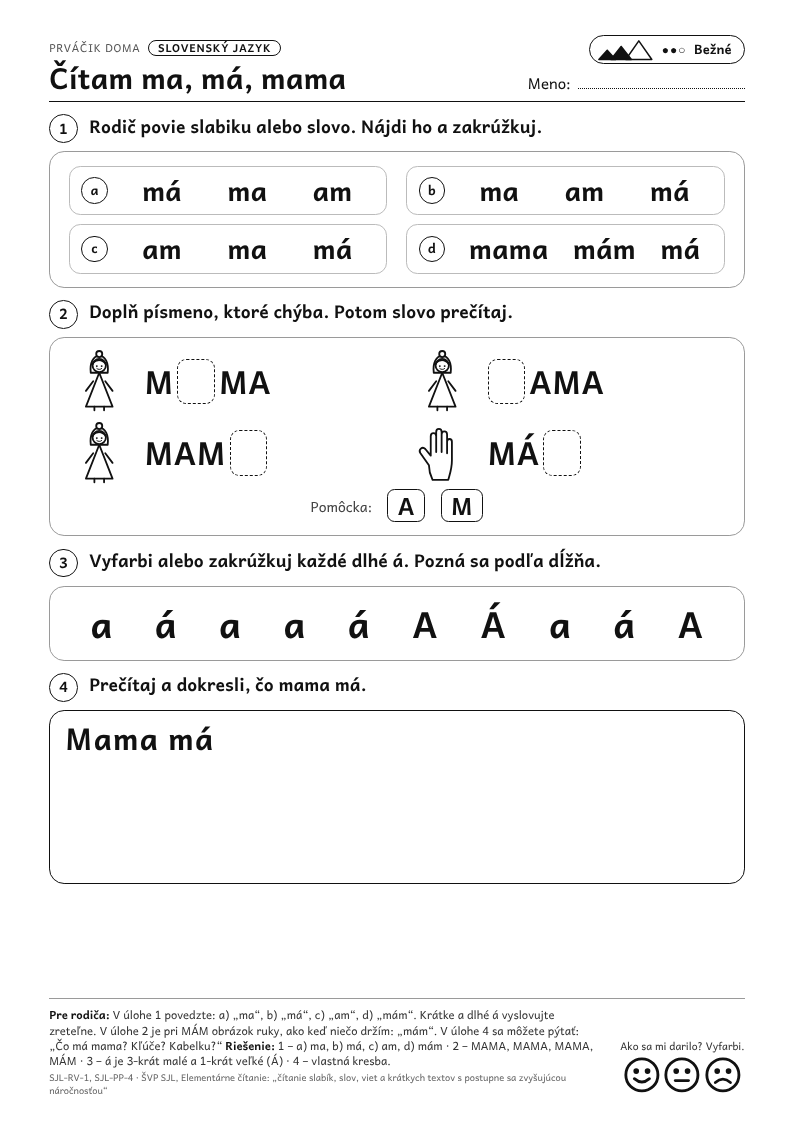 PRVÁČIK DOMA SLOVENSKÝ JAZYK
Bežné
Čítam ma, má, mama
Meno:
1 Rodič povie slabiku alebo slovo. Nájdi ho a zakrúžkuj.
a má ma am
b ma am má
c am ma má
d mama mám má
2 Doplň písmeno, ktoré chýba. Potom slovo prečítaj.
M MA
AMA
MAM
MÁ
Pomôcka: A M
3 Vyfarbi alebo zakrúžkuj každé dlhé á. Pozná sa podľa dĺžňa.
a á a a á A Á a á A
4 Prečítaj a dokresli, čo mama má.
Mama má
Pre rodiča: V úlohe 1 povedzte: a) „ma“, b) „má“, c) „am“, d) „mám“. Krátke a dlhé á vyslovujte
zreteľne. V úlohe 2 je pri MÁM obrázok ruky, ako keď niečo držím: „mám“. V úlohe 4 sa môžete pýtať:
„Čo má mama? Kľúče? Kabelku?“ Riešenie: 1 – a) ma, b) má, c) am, d) mám · 2 – MAMA, MAMA, MAMA,
MÁM · 3 – á je 3-krát malé a 1-krát veľké (Á) · 4 – vlastná kresba.
SJL-RV-1, SJL-PP-4 · ŠVP SJL, Elementárne čítanie: „čítanie slabík, slov, viet a krátkych textov s postupne sa zvyšujúcou
náročnosťou“
Ako sa mi darilo? Vyfarbi.